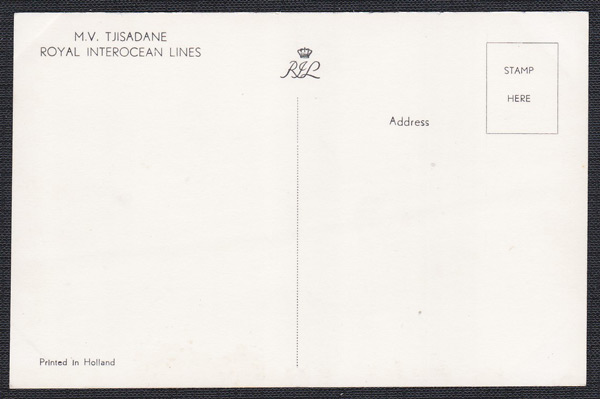 M.V. TJISADANE
ROYAL INTEROCEAN LINES
RIL
STAMP
HERE
Address
Printed in Holland